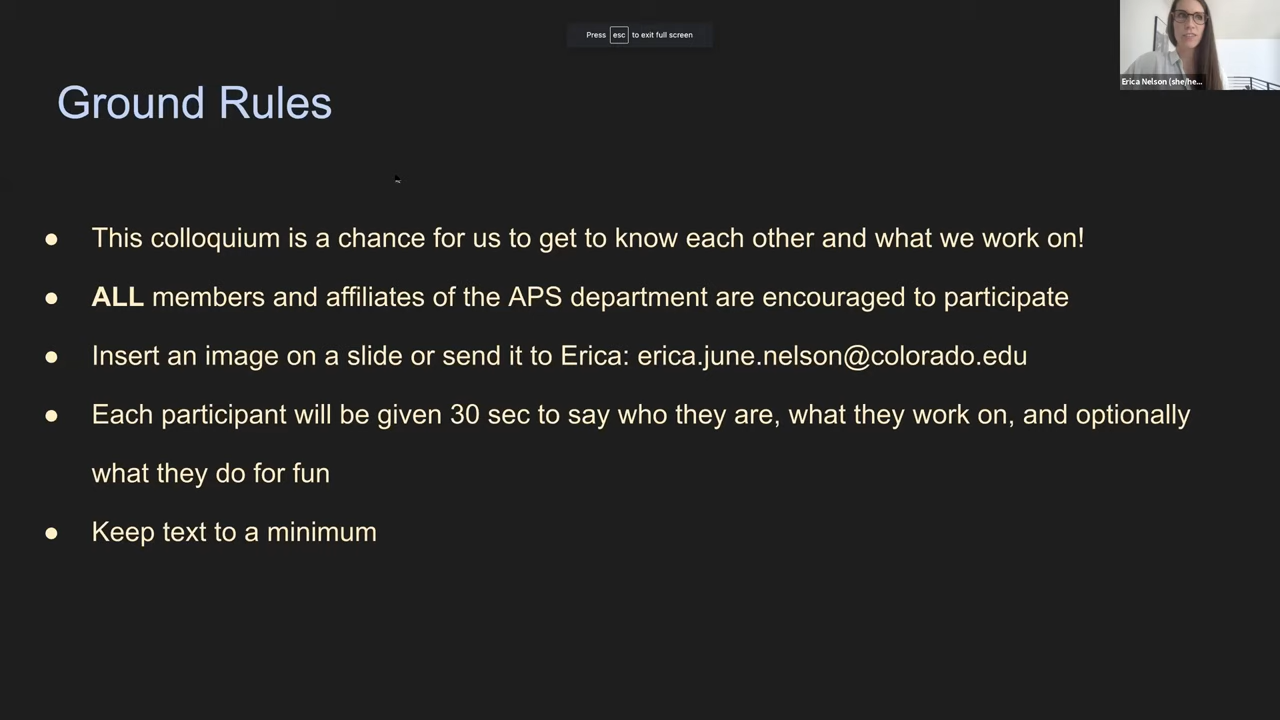 Press esc to exit full screen
Erica Nelson (she/he...
Ground Rules
● This colloquium is a chance for us to get to know each other and what we work on!
● ALL members and affiliates of the APS department are encouraged to participate
● Insert an image on a slide or send it to Erica: erica.june.nelson@colorado.edu
● Each participant will be given 30 sec to say who they are, what they work on, and optionally
what they do for fun
● Keep text to a minimum